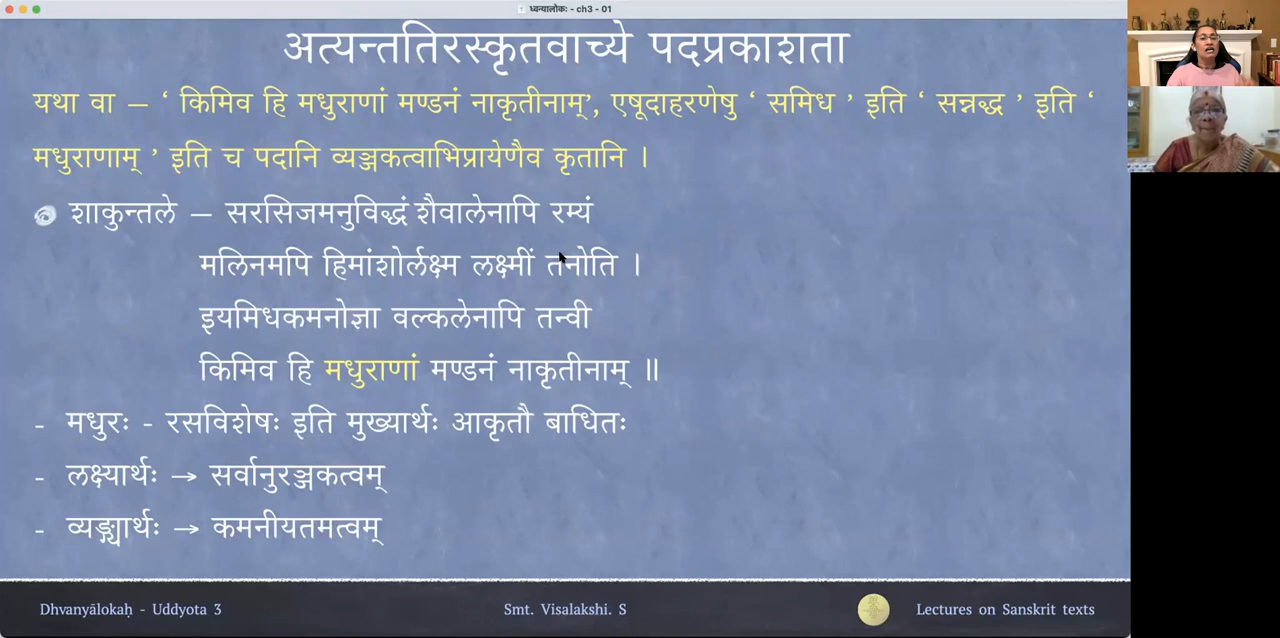 ध्वन्यालोकः - ch3 - 01
अत्यन्ततिरस्कृतवाच्ये पदप्रकाशता
यथा वा – ‘ किमिव हि मधुराणां मण्डनं नाकृतीनाम्’, एषूदाहरणेषु ‘ समिध ’ इति ‘ सन्नद्ध ’ इति ‘
मधुराणाम् ’ इति च पदानि व्यञ्जकत्वाभिप्रायेणैव कृतानि ।
शाकुन्तले – सरसिजमनुविद्धं शैवालेनापि रम्यं
मलिनमपि हिमांशोर्लक्ष्म लक्ष्मीं तनोति ।
इयमिधकमनोज्ञा वल्कलेनापि तन्वी
किमिव हि मधुराणां मण्डनं नाकृतीनाम् ॥
- मधुरः - रसविशेषः इति मुख्यार्थः आकृतौ बाधितः
- लक्ष्यार्थः → सर्वानुरञ्जकत्वम्
- व्यङ्ग्यार्थः → कमनीयतमत्वम्
Dhvanyālokaḥ - Uddyota 3
Smt. Visalakshi. S
Lectures on Sanskrit texts